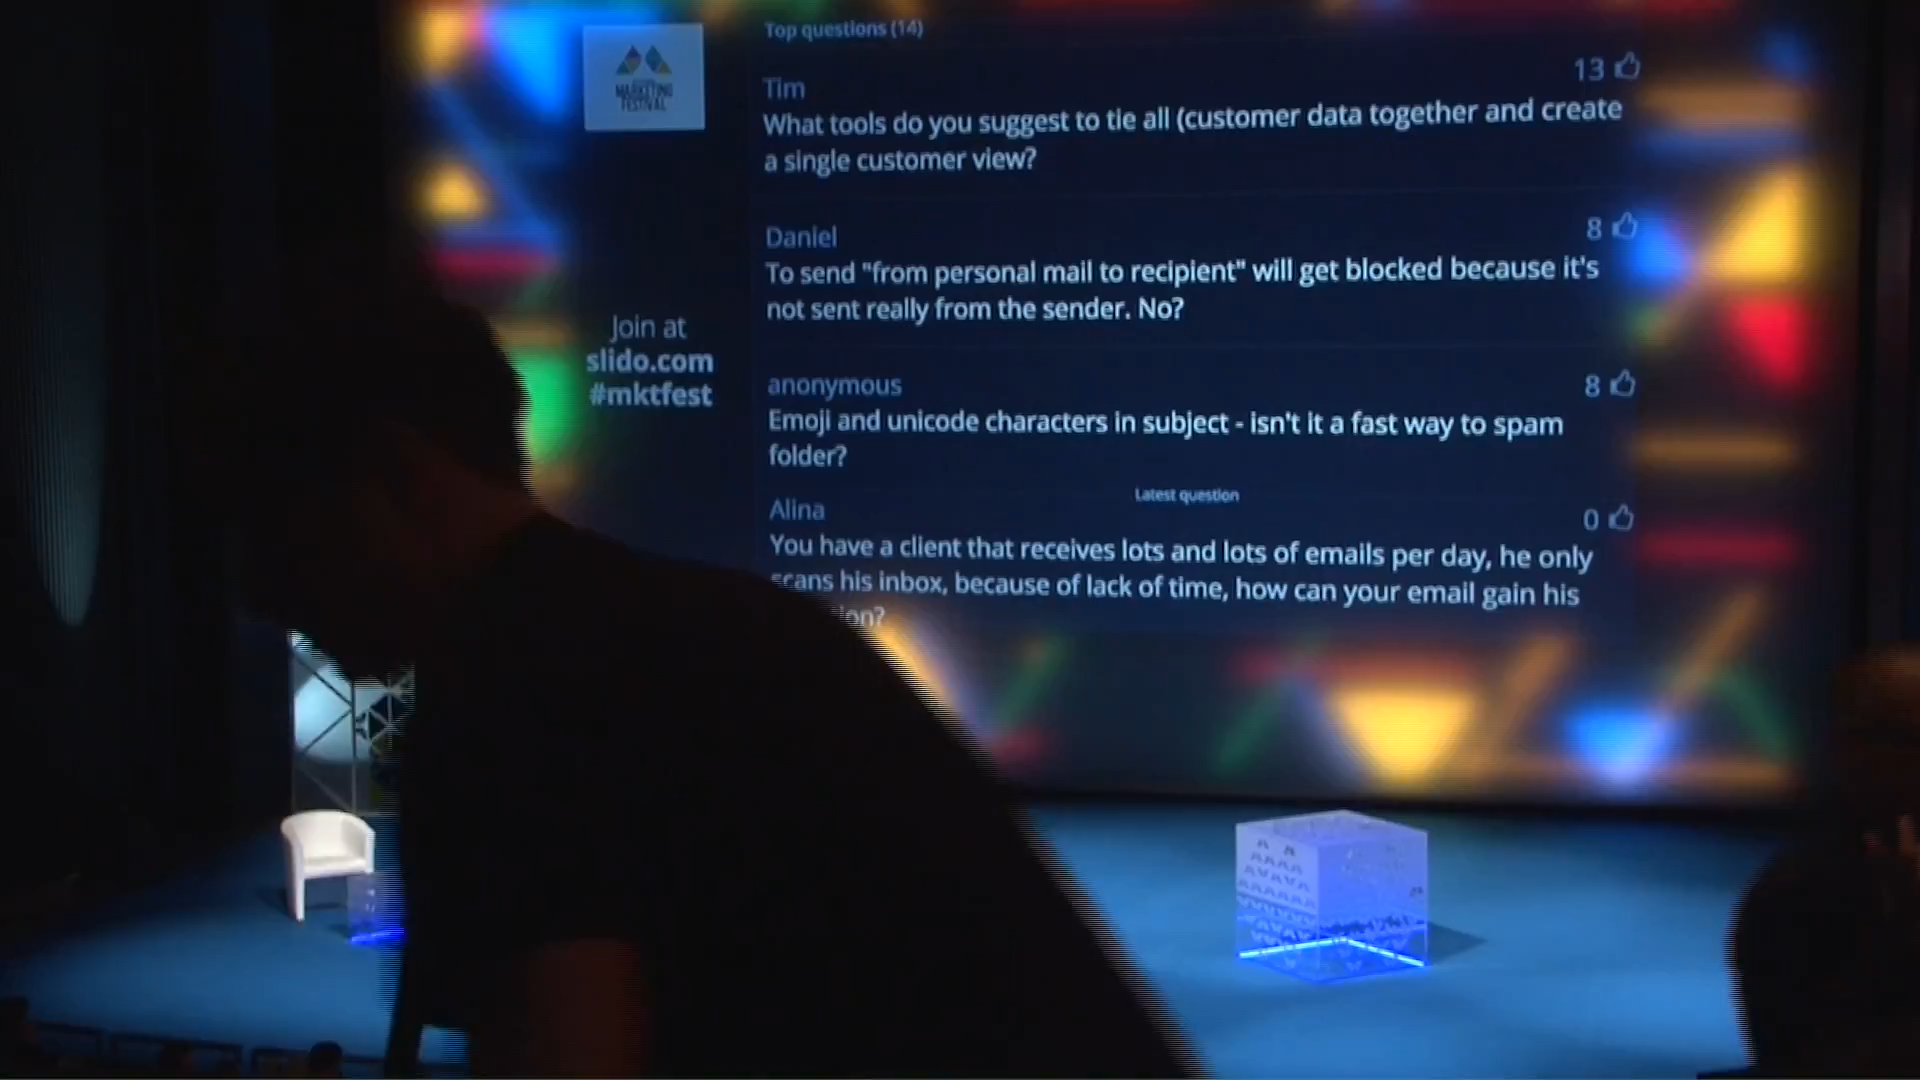 Top questions (14)
MARKETING
FESTIVAL
Tim
13
What tools do you suggest to tie all (customer data together and create
a single customer view?
Daniel
8
To send "from personal mail to recipient" will get blocked because it's
not sent really from the sender. No?
Join at
slido.com
#mktfest
anonymous
8
Emoji and unicode characters in subject - isn't it a fast way to spam
folder?
Latest question
Alina
0
You have a client that receives lots and lots of emails per day, he only
scans his inbox, because of lack of time, how can your email gain his